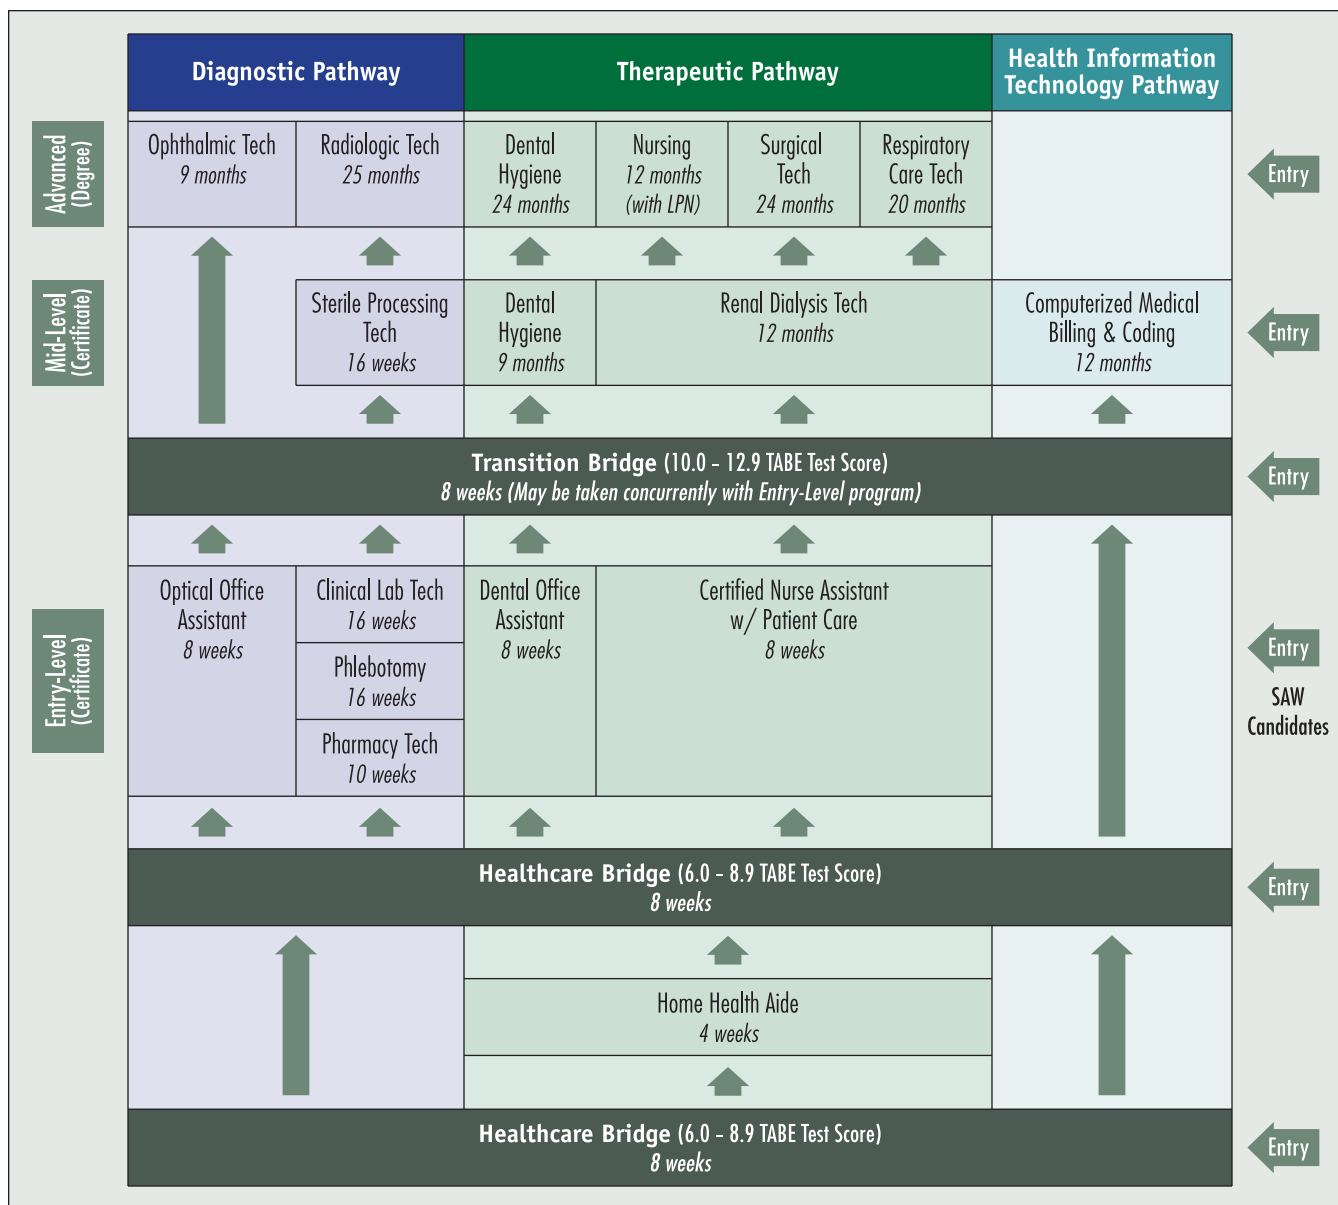 Diagnostic Pathway
Therapeutic Pathway
Health Information
Technology Pathway
Advanced
(Degree)
Ophthalmic Tech
9 months
Radiologic Tech
25 months
Dental
Hygiene
24 months
Nursing
12 months
(with LPN)
Surgical
Tech
24 months
Respiratory
Care Tech
20 months
Entry
Mid-Level
(Certificate)
Sterile Processing
Tech
16 weeks
Dental
Hygiene
9 months
Renal Dialysis Tech
12 months
Computerized Medical
Billing & Coding
12 months
Entry
Transition Bridge (10.0 – 12.9 TABE Test Score)
8 weeks (May be taken concurrently with Entry-Level program)
Entry
Entry-Level
(Certificate)
Optical Office
Assistant
8 weeks
Clinical Lab Tech
16 weeks
Phlebotomy
16 weeks
Pharmacy Tech
10 weeks
Dental Office
Assistant
8 weeks
Certified Nurse Assistant
w/ Patient Care
8 weeks
Entry
SAW
Candidates
Healthcare Bridge (6.0 – 8.9 TABE Test Score)
8 weeks
Entry
Home Health Aide
4 weeks
Healthcare Bridge (6.0 – 8.9 TABE Test Score)
8 weeks
Entry